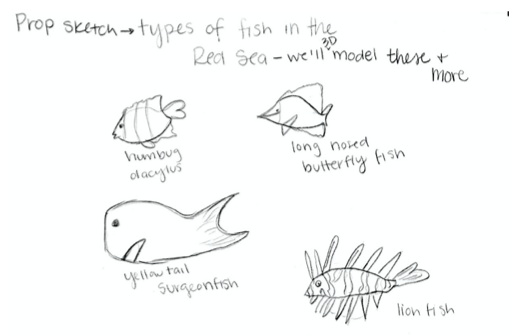 Prop sketch → types of fish in the
Red Sea - we'll 3D model these +
more
humbug
dacylus
long nosed
butterfly fish
yellow tail
surgeonfish
lion fish